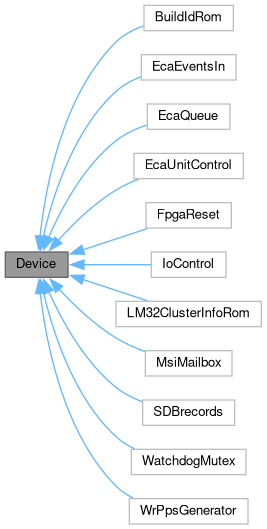 BuildIdRom
EcaEventsIn
EcaQueue
EcaUnitControl
FpgaReset
Device
IoControl
LM32ClusterInfoRom
MsiMailbox
SDBrecords
WatchdogMutex
WrPpsGenerator